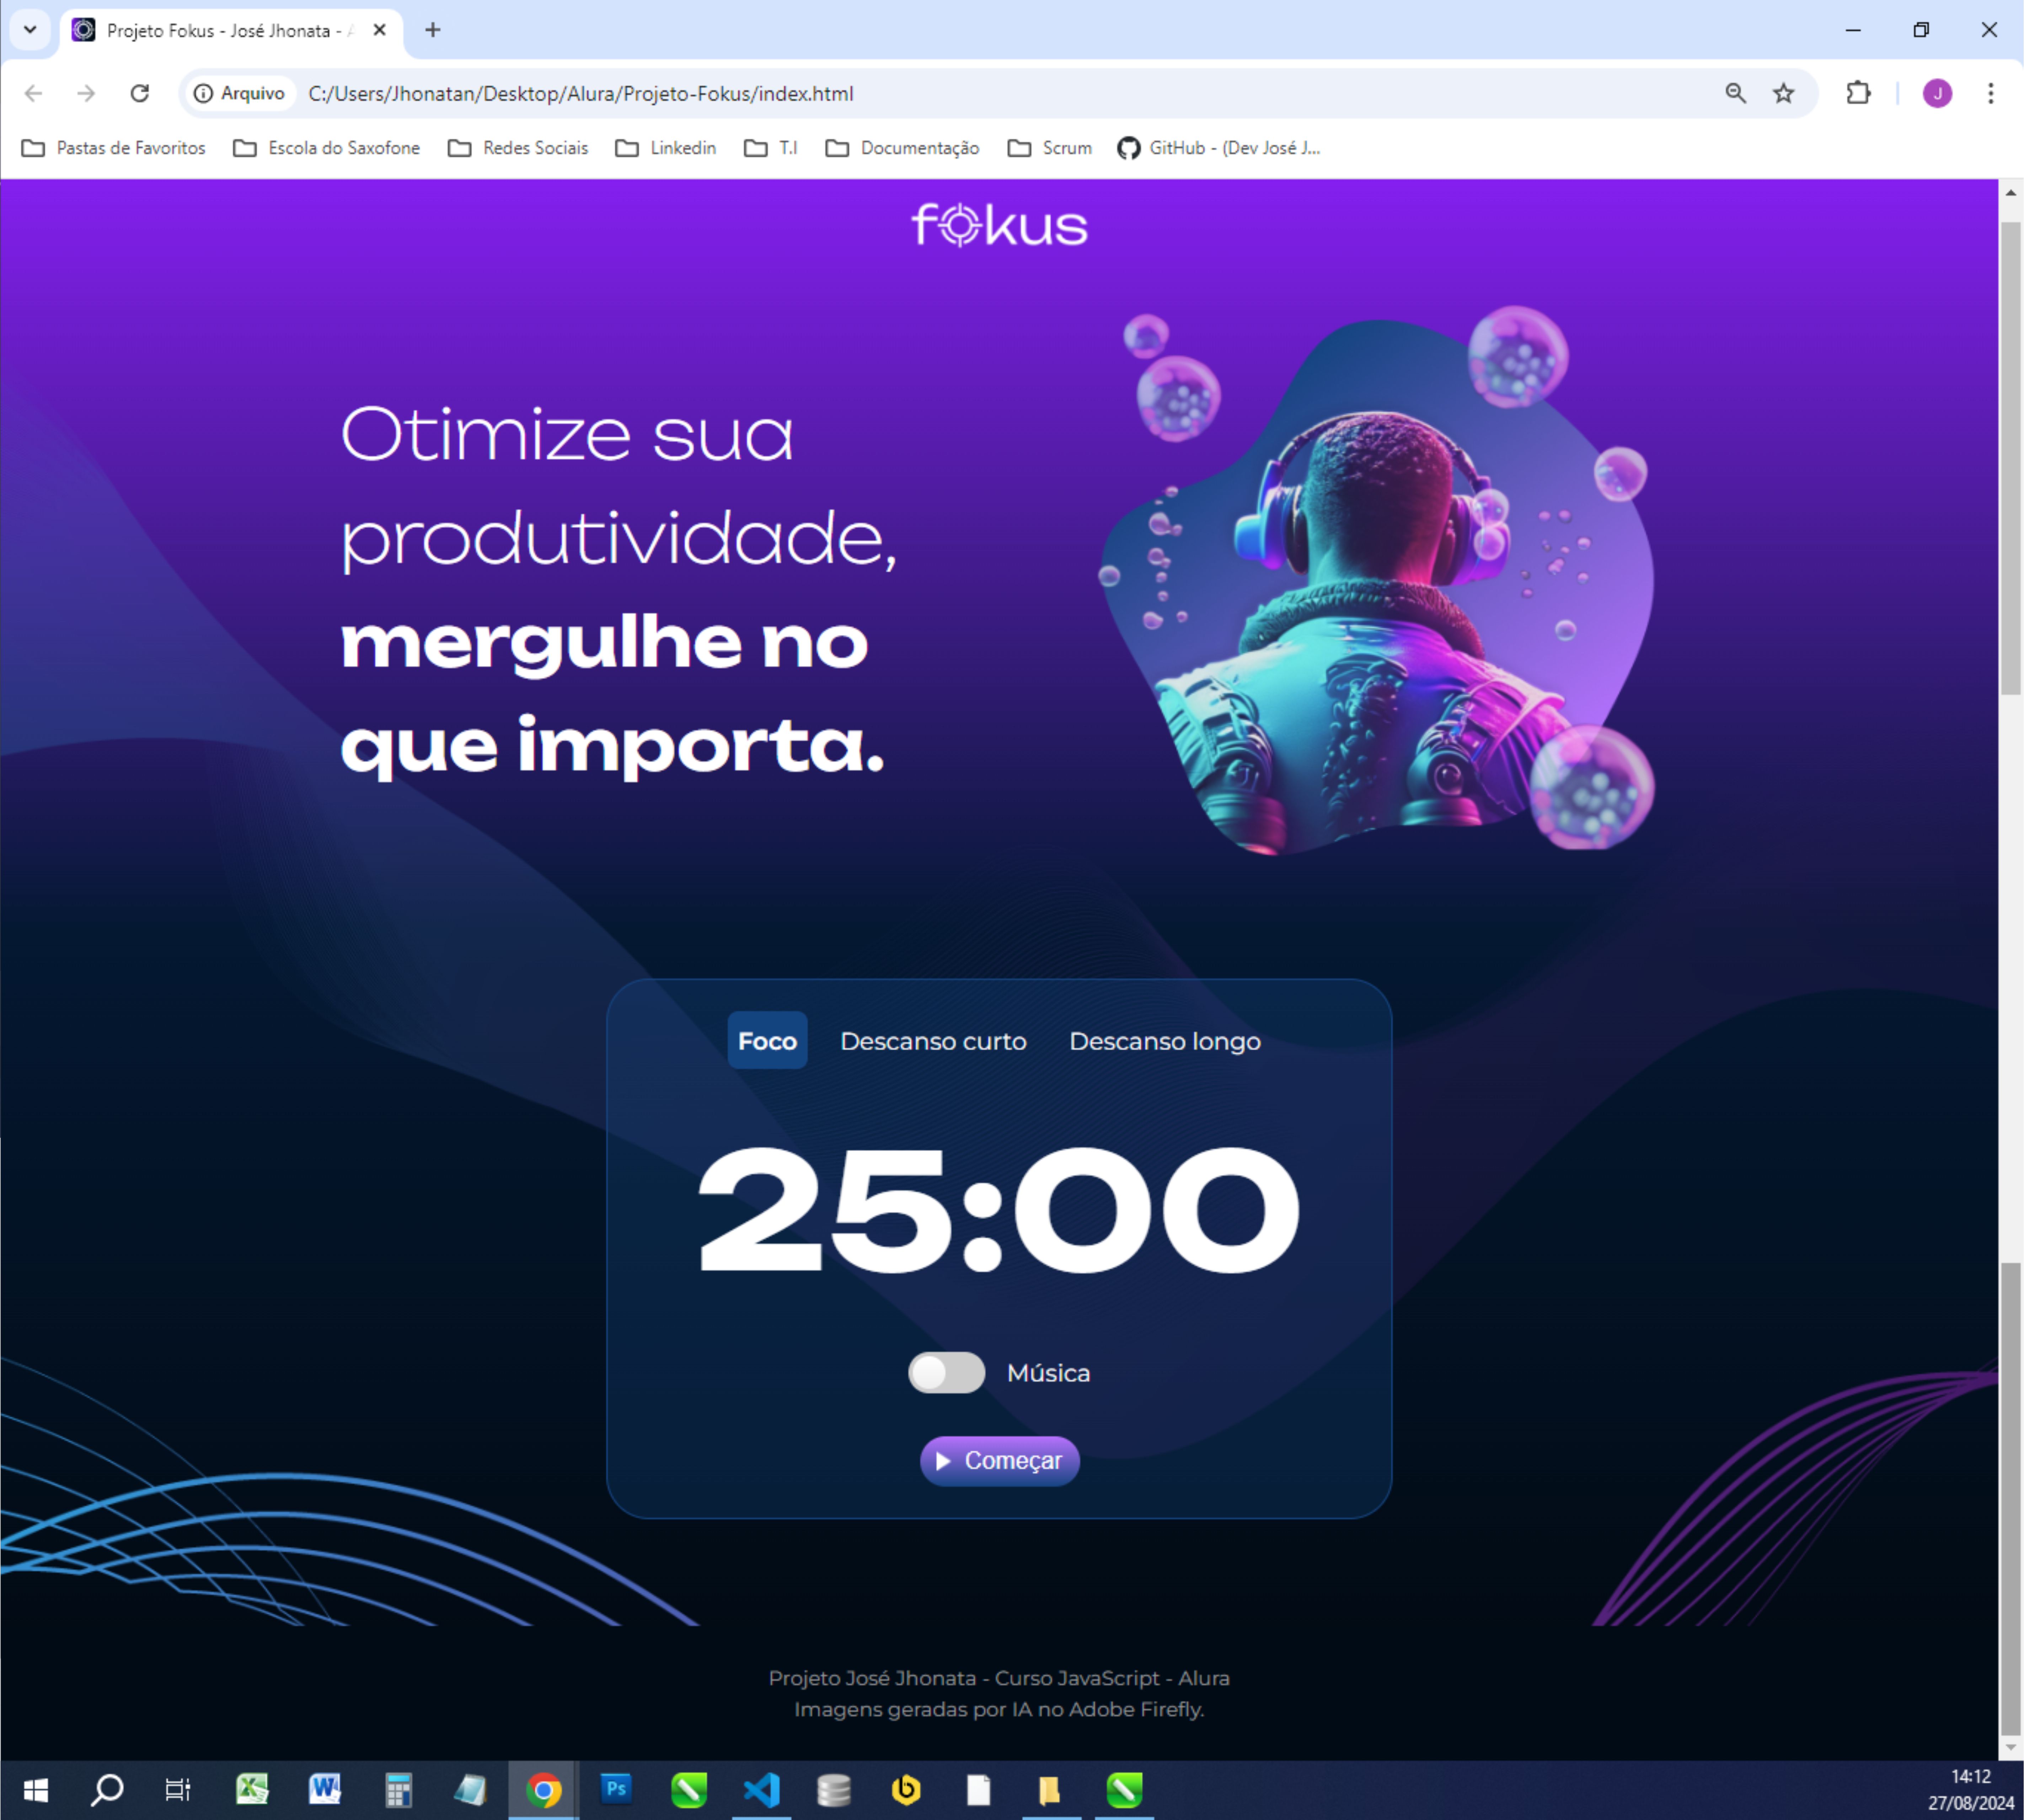 Projeto Fokus - José Jhonata - A
Arquivo C:/Users/Jhonatan/Desktop/Alura/Projeto-Fokus/index.html
J
Pastas de Favoritos Escola do Saxofone Redes Sociais Linkedin T.I Documentação Scrum GitHub - (Dev José J...
fokus
Otimize sua
produtividade,
mergulhe no
que importa.
Foco Descanso curto Descanso longo
25:00
Música
Começar
Projeto José Jhonata - Curso JavaScript - Alura
Imagens geradas por IA no Adobe Firefly.
Ps
14:12
27/08/2024